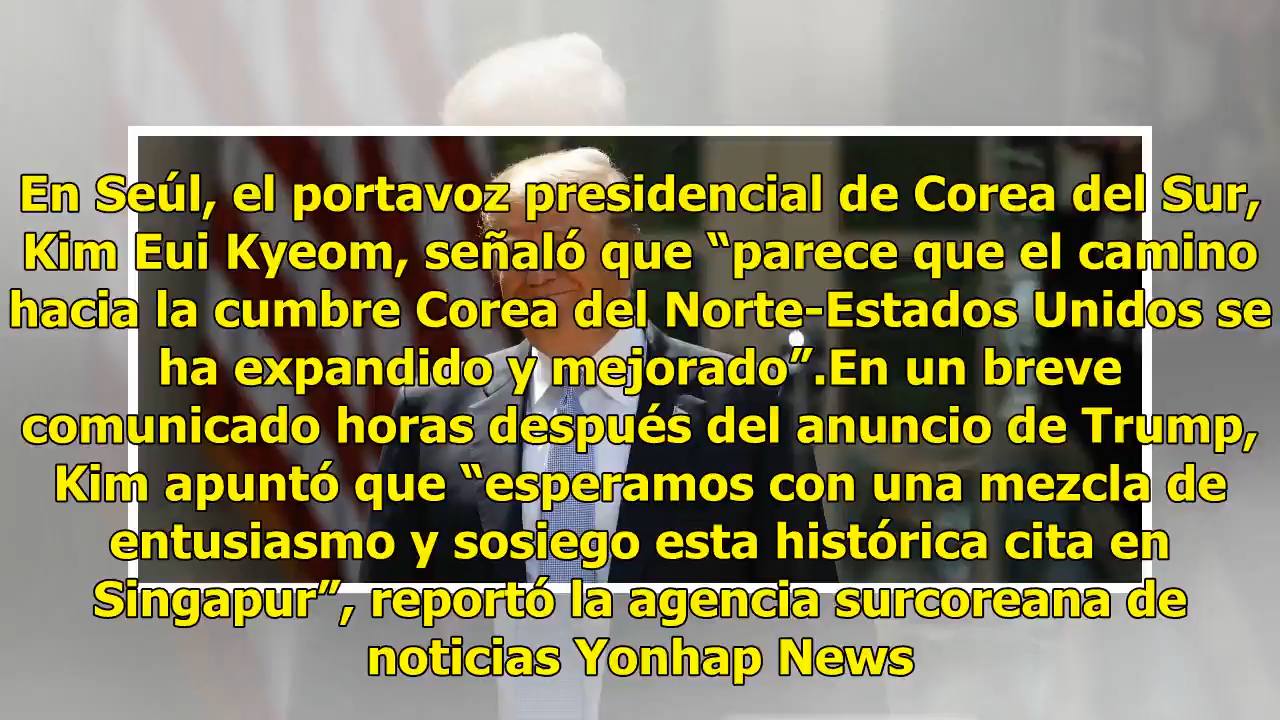 En Seúl, el portavoz presidencial de Corea del Sur,
Kim Eui Kyeom, señaló que “parece que el camino
hacia la cumbre Corea del Norte-Estados Unidos se
ha expandido y mejorado”.En un breve
comunicado horas después del anuncio de Trump,
Kim apuntó que “esperamos con una mezcla de
entusiasmo y sosiego esta histórica cita en
Singapur”, reportó la agencia surcoreana de
noticias Yonhap News